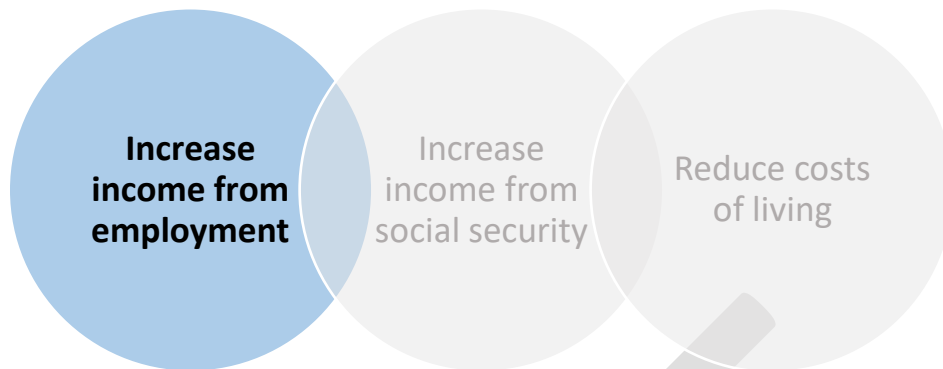 Increase
income from
employment
Increase
income from
social security
Reduce costs
of living